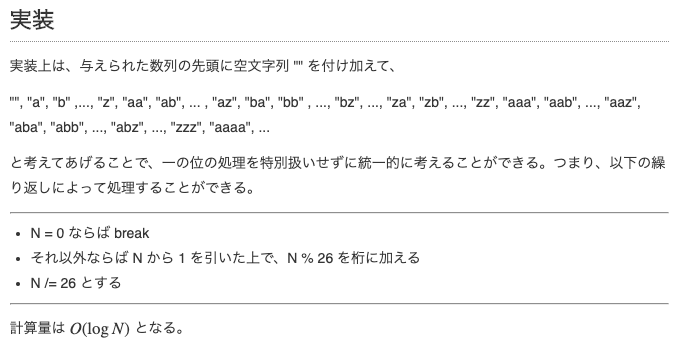 実装
実装上は、与えられた数列の先頭に空文字列 "" を付け加えて、
"", "a", "b" ,..., "z", "aa", "ab", ... , "az", "ba", "bb" , ..., "bz", ..., "za", "zb", ..., "zz", "aaa", "aab", ..., "aaz",
"aba", "abb", ..., "abz", ..., "zzz", "aaaa", ...
と考えてあげることで、一の位の処理を特別扱いせずに統一的に考えることができる。つまり、以下の繰
り返しによって処理することができる。
• N = 0 ならば break
• それ以外ならば N から 1 を引いた上で、N % 26 を桁に加える
• N /= 26 とする
計算量は O(log N) となる。